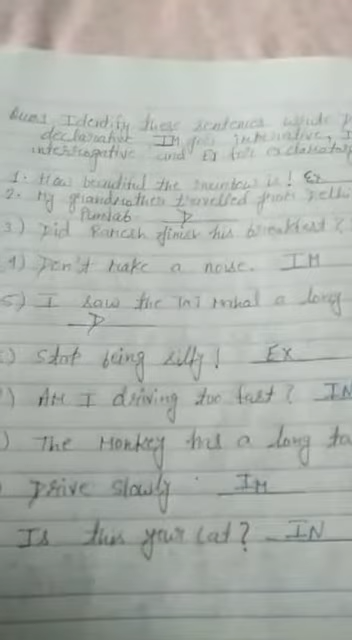 Ques. Identify these sentences write D
declarative IM for imperative, I
interrogative and Ex for exclamatory
1. How beautiful the rainbow is! Ex
2. My grandmother travelled from Delhi
Punjab D
3) Did Ramesh finish his breakfast?
4) Don't make a noise. IM
5) I saw the Taj Mahal a long
D
) Stop being silly! EX
) AM I driving too fast? IN
) The Monkey has a long ta
Drive slowly. IM
Is this your cat? IN